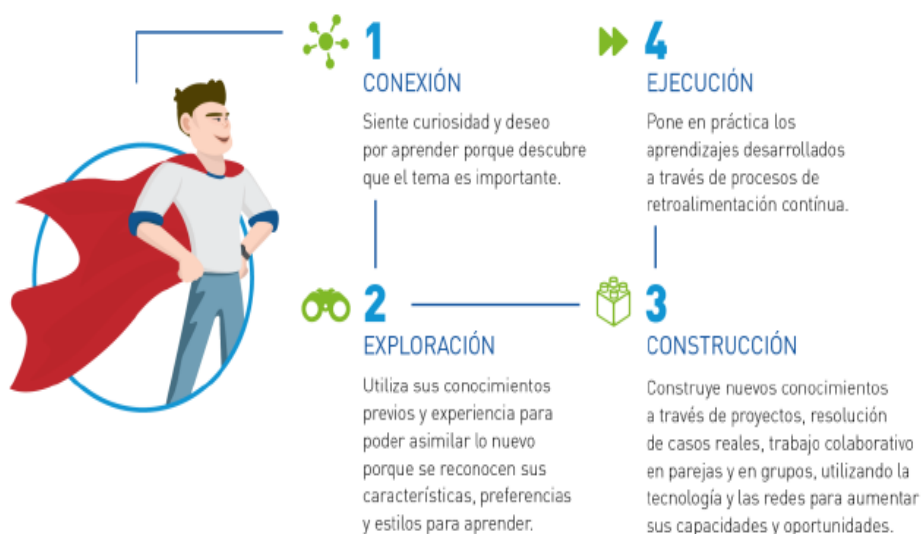 1
CONEXIÓN
Siente curiosidad y deseo
por aprender porque descubre
que el tema es importante.
2
EXPLORACIÓN
Utiliza sus conocimientos
previos y experiencia para
poder asimilar lo nuevo
porque se reconocen sus
características, preferencias
y estilos para aprender.
3
CONSTRUCCIÓN
Construye nuevos conocimientos
a través de proyectos, resolución
de casos reales, trabajo colaborativo
en parejas y en grupos, utilizando la
tecnología y las redes para aumentar
sus capacidades y oportunidades.
4
EJECUCIÓN
Pone en práctica los
aprendizajes desarrollados
a través de procesos de
retroalimentación contínua.